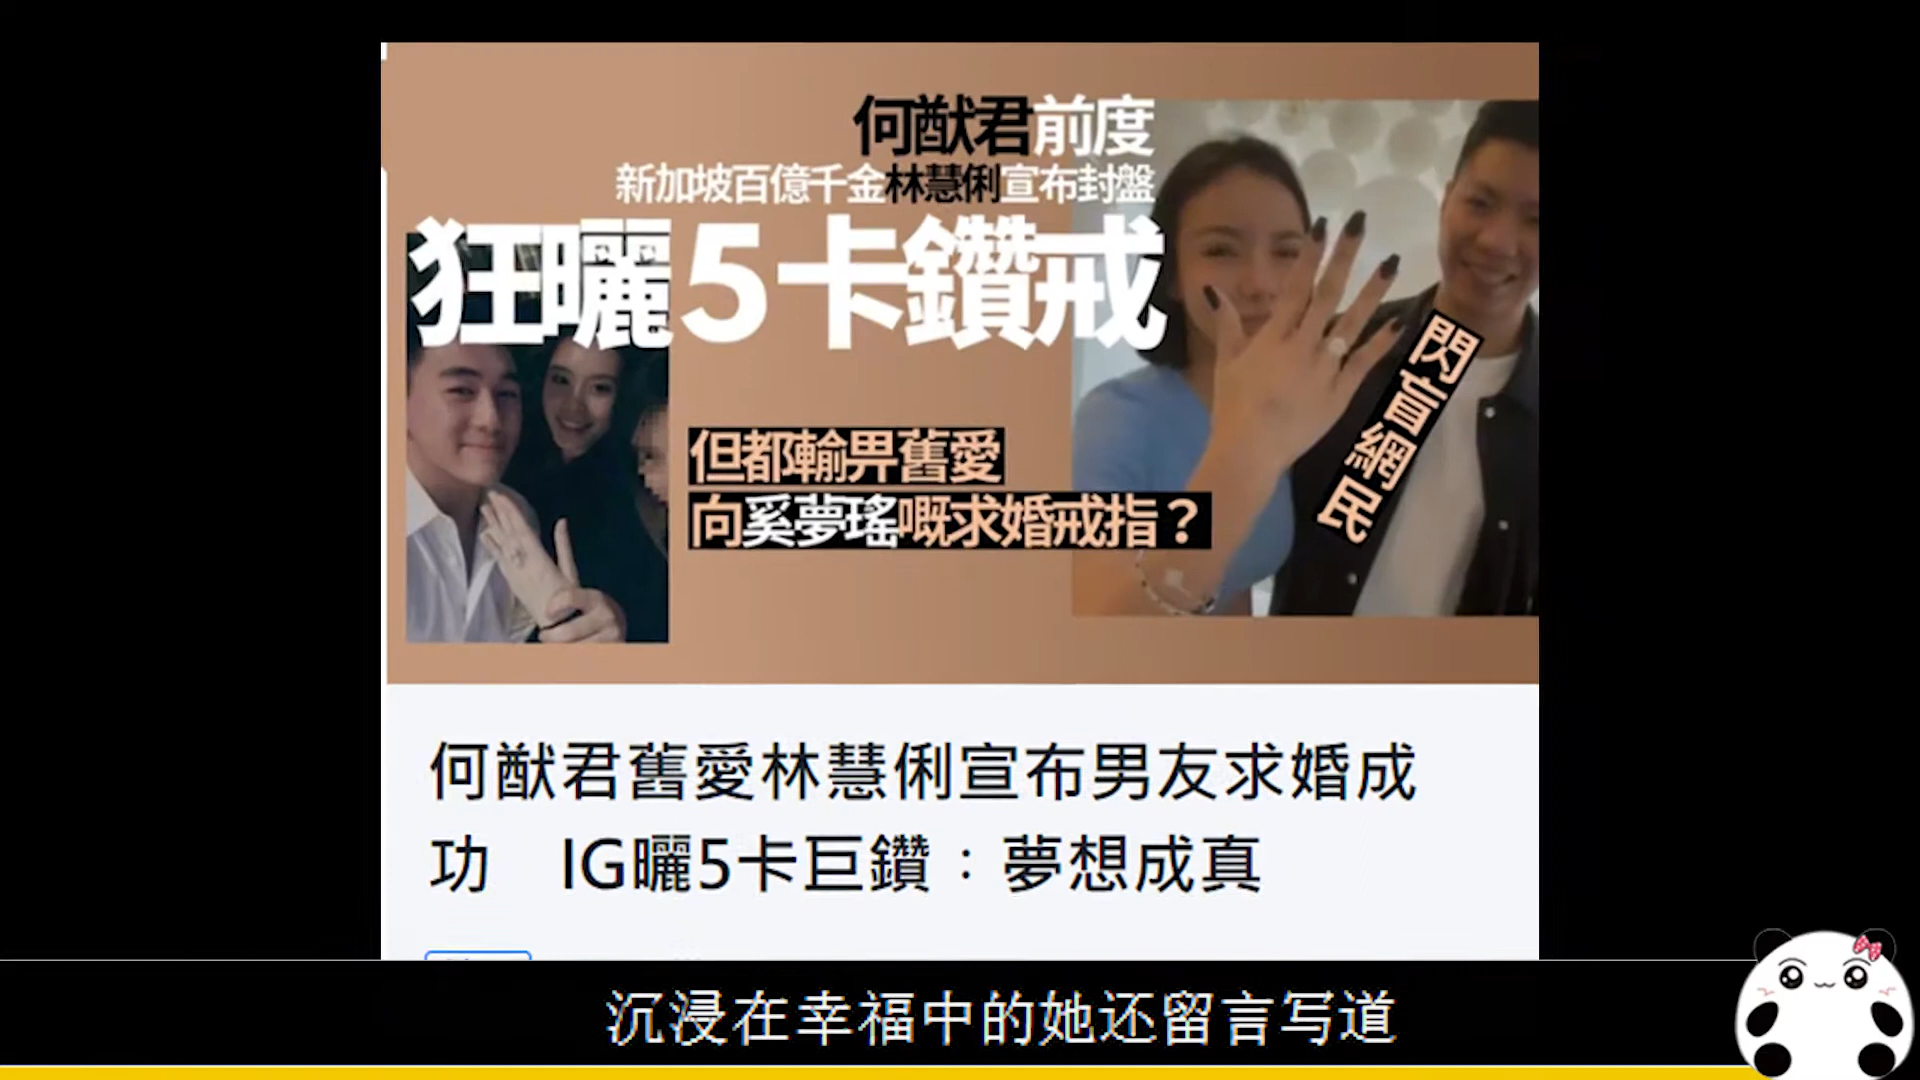 何猷君前度
新加坡百億千金林慧俐宣布封盤
狂曬5卡鑽戒
閃盲網民
但都輸畀舊愛
向奚夢瑤嘅求婚戒指？
何猷君舊愛林慧俐宣布男友求婚成
功　IG曬5卡巨鑽：夢想成真
沉浸在幸福中的她还留言写道